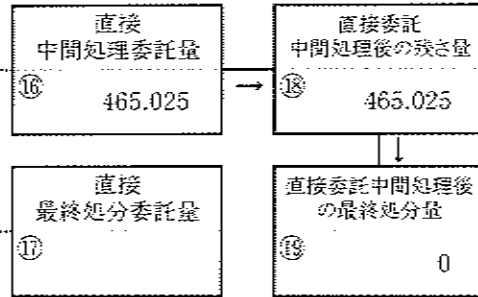 直接
中間処理委託量
⑯
465.025
→
直接委託
中間処理後の残さ量
⑱
465.025
↓
直接
最終処分委託量
⑰
直接委託中間処理後
の最終処分量
⑲
0